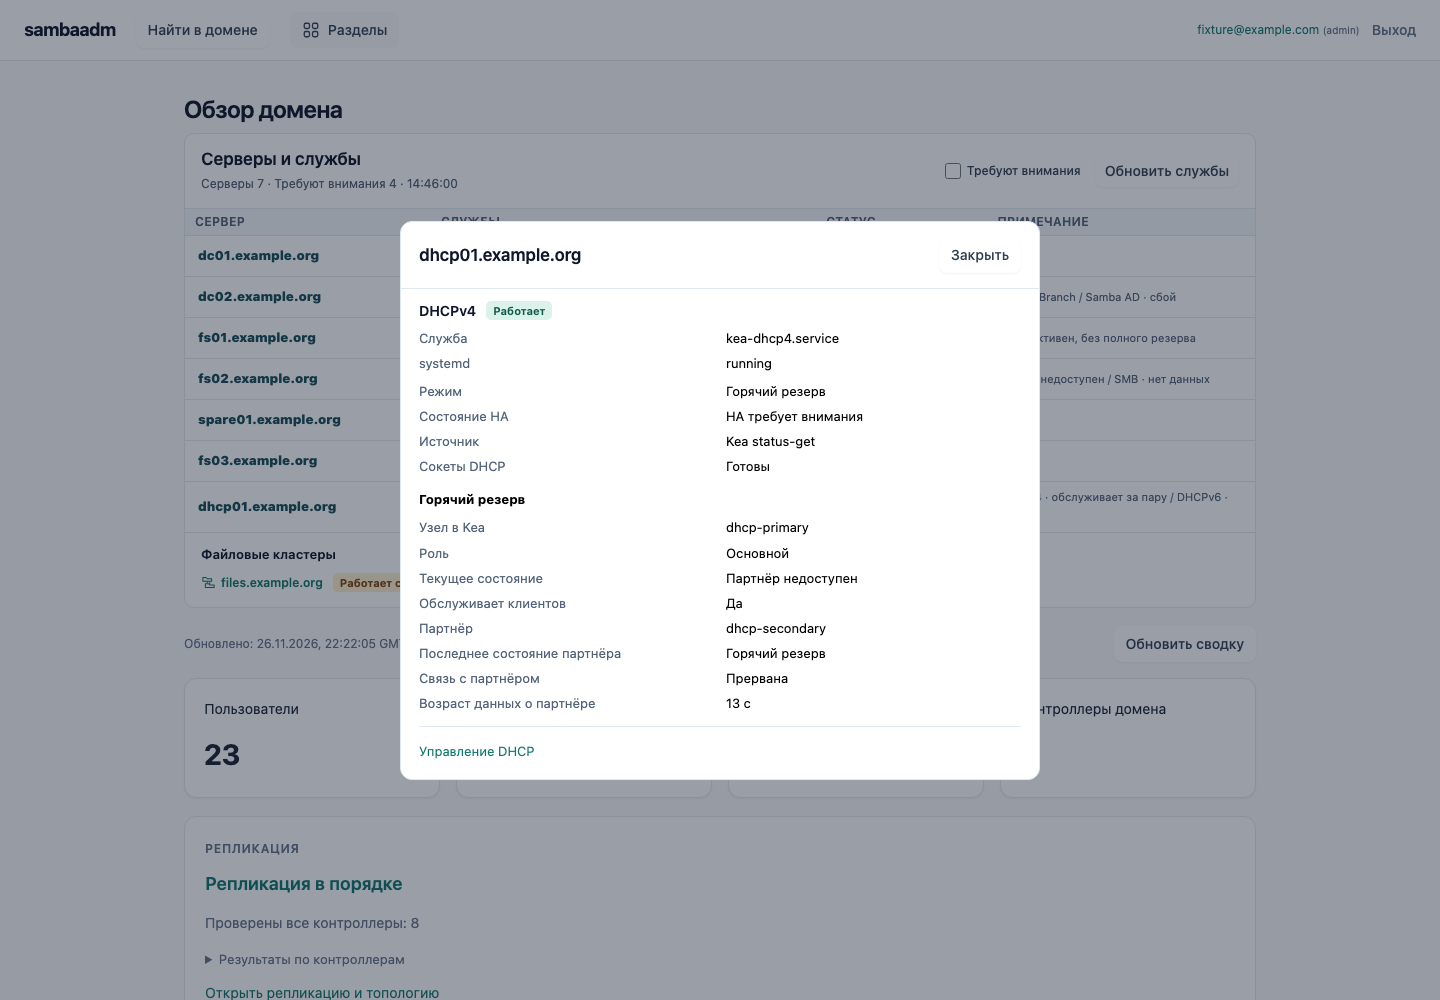 sambaadm Найти в домене Разделы fixture@example.com (admin) Выход
Обзор домена
Серверы и службы
Серверы 7 · Требуют внимания 4 · 14:46:00
Требуют внимания Обновить службы
СЕРВЕР СЛУЖБЫ СТАТУС ПРИМЕЧАНИЕ
dc01.example.org
dc02.example.org Branch / Samba AD · сбой
fs01.example.org без полного резерва
fs02.example.org недоступен / SMB · нет данных
spare01.example.org
fs03.example.org
dhcp01.example.org · обслуживает за пару / DHCPv6 ·
Файловые кластеры
files.example.org Работает
Обновлено: 26.11.2026, 22:22:05 Обновить сводку
Пользователи
23
контроллеры домена
РЕПЛИКАЦИЯ
Репликация в порядке
Проверены все контроллеры: 8
Результаты по контроллерам
Открыть репликацию и топологию
dhcp01.example.org Закрыть
DHCPv4 Работает
Служба kea-dhcp4.service
systemd running
Режим Горячий резерв
Состояние HA HA требует внимания
Источник Kea status-get
Сокеты DHCP Готовы
Горячий резерв
Узел в Kea dhcp-primary
Роль Основной
Текущее состояние Партнёр недоступен
Обслуживает клиентов Да
Партнёр dhcp-secondary
Последнее состояние партнёра Горячий резерв
Связь с партнёром Прервана
Возраст данных о партнёре 13 с
Управление DHCP